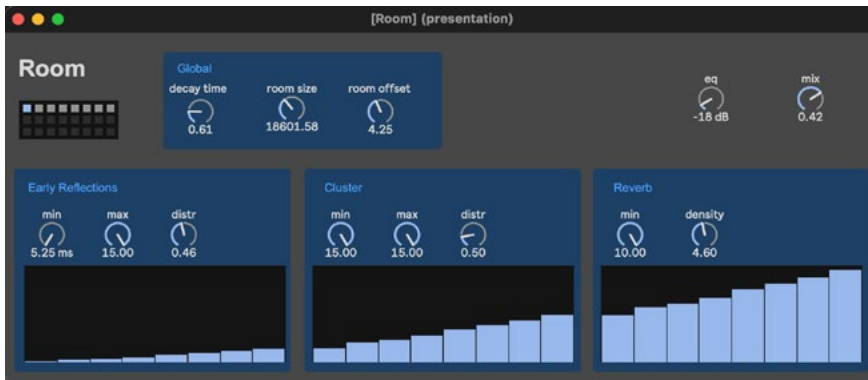 [Room] (presentation)
Room
Global
decay time room size room offset
0.61 18601.58 4.25
eq mix
-18 dB 0.42
Early Reflections
min max distr
5.25 ms 15.00 0.46
Cluster
min max distr
15.00 15.00 0.50
Reverb
min density
10.00 4.60